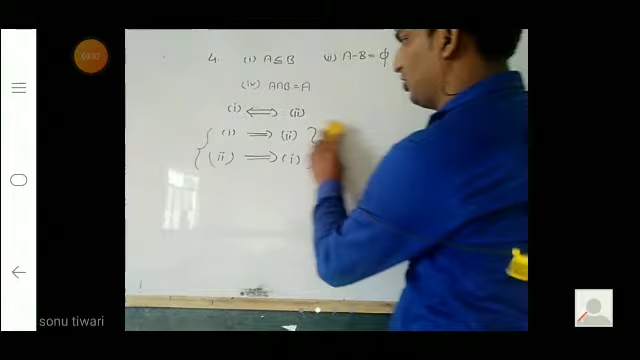 4. (i) A ⊆ B ii) A-B = ϕ
(iv) A∩B = A
(i) ⟺ (ii)
(i) ⟹ (ii)
(ii) ⟹ (i)
sonu tiwari